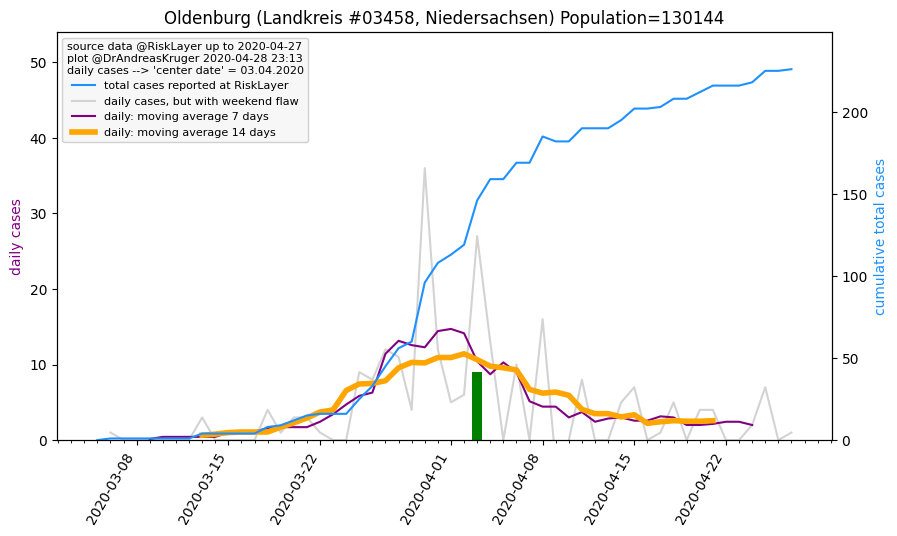 Oldenburg (Landkreis #03458, Niedersachsen) Population=130144
source data @RiskLayer up to 2020-04-27
plot @DrAndreasKruger 2020-04-28 23:13
daily cases --> 'center date' = 03.04.2020
total cases reported at RiskLayer
daily cases, but with weekend flaw
daily: moving average 7 days
daily: moving average 14 days
daily cases
50
40
30
20
10
0
cumulative total cases
200
150
100
50
0
2020-03-08
2020-03-15
2020-03-22
2020-04-01
2020-04-08
2020-04-15
2020-04-22